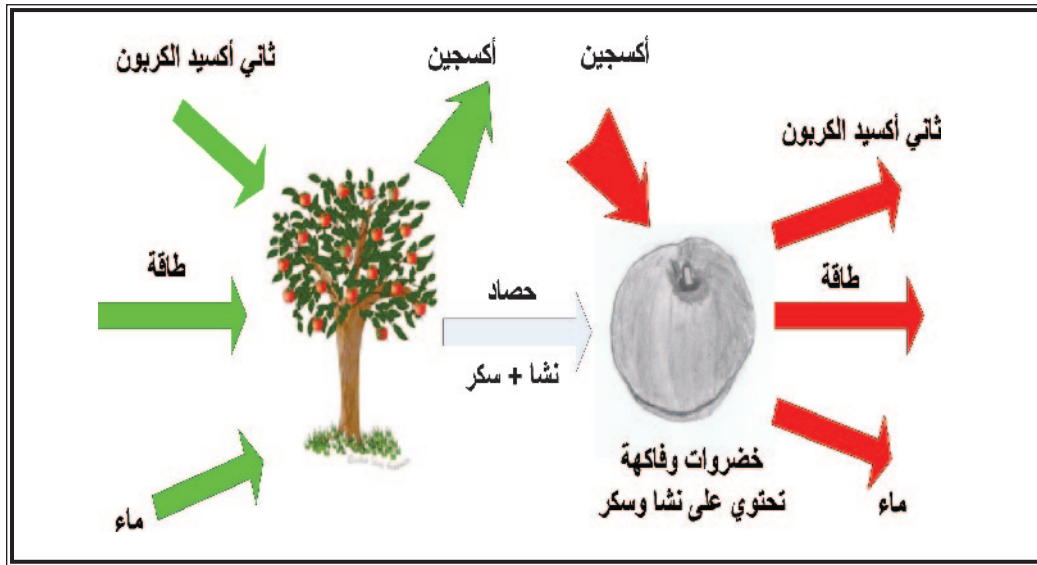 ثاني أكسيد الكربون
أكسجين
أكسجين
ثاني أكسيد الكربون
طاقة
حصاد
نشا + سكر
طاقة
خضروات وفاكهة
تحتوي على نشا وسكر
ماء
ماء